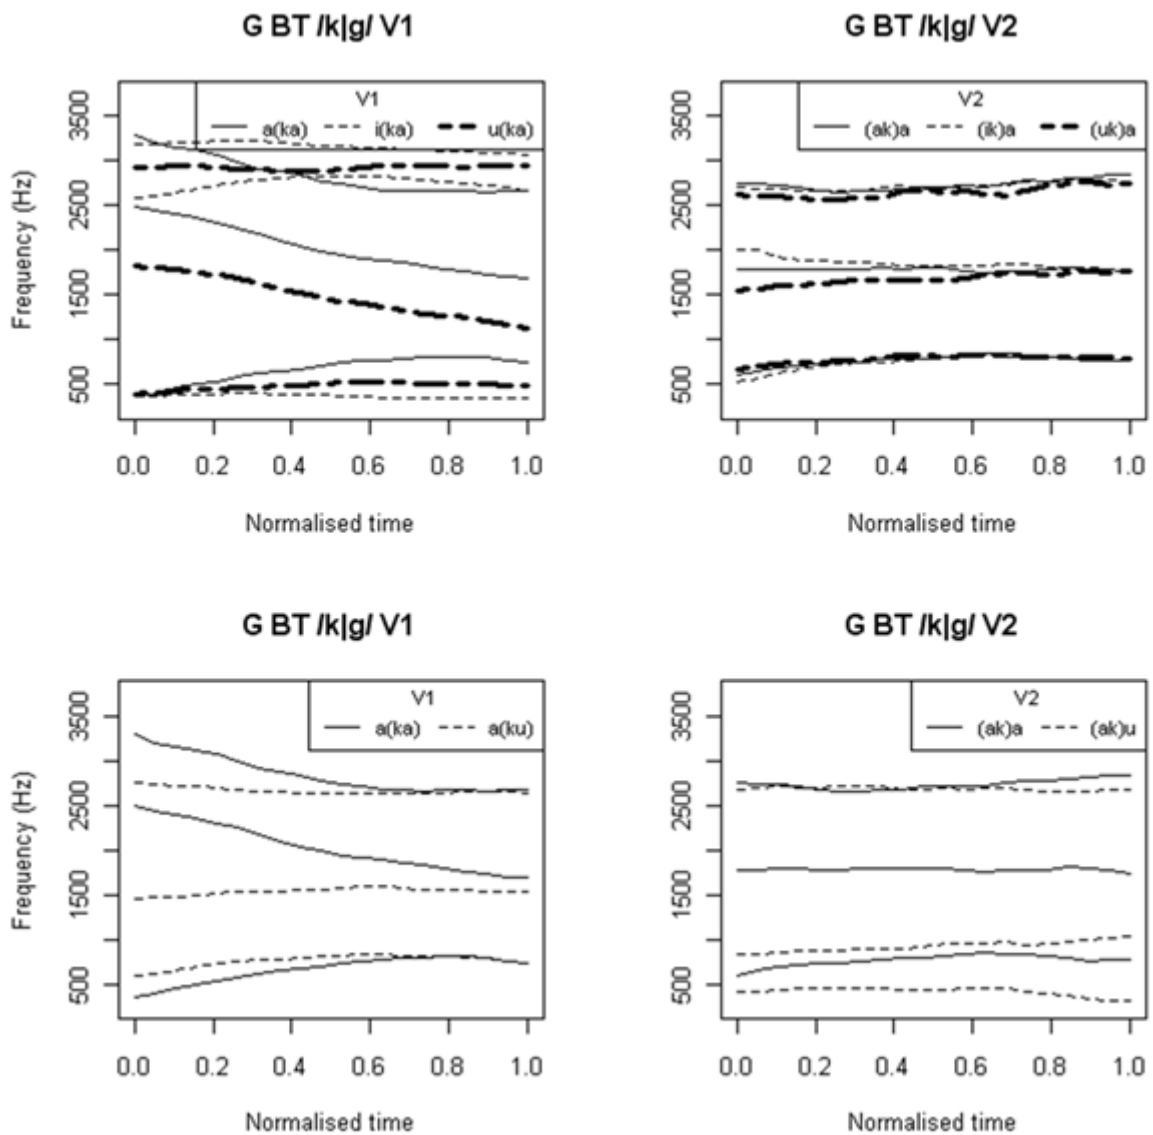 G BT /k|g/ V1
V1
a(ka) i(ka) u(ka)
Frequency (Hz)
3500
2500
1500
500
0.0 0.2 0.4 0.6 0.8 1.0
Normalised time
G BT /k|g/ V2
V2
(ak)a (ik)a (uk)a
3500
2500
1500
500
0.0 0.2 0.4 0.6 0.8 1.0
Normalised time
G BT /k|g/ V1
V1
a(ka) a(ku)
Frequency (Hz)
3500
2500
1500
500
0.0 0.2 0.4 0.6 0.8 1.0
Normalised time
G BT /k|g/ V2
V2
(ak)a (ak)u
3500
2500
1500
500
0.0 0.2 0.4 0.6 0.8 1.0
Normalised time